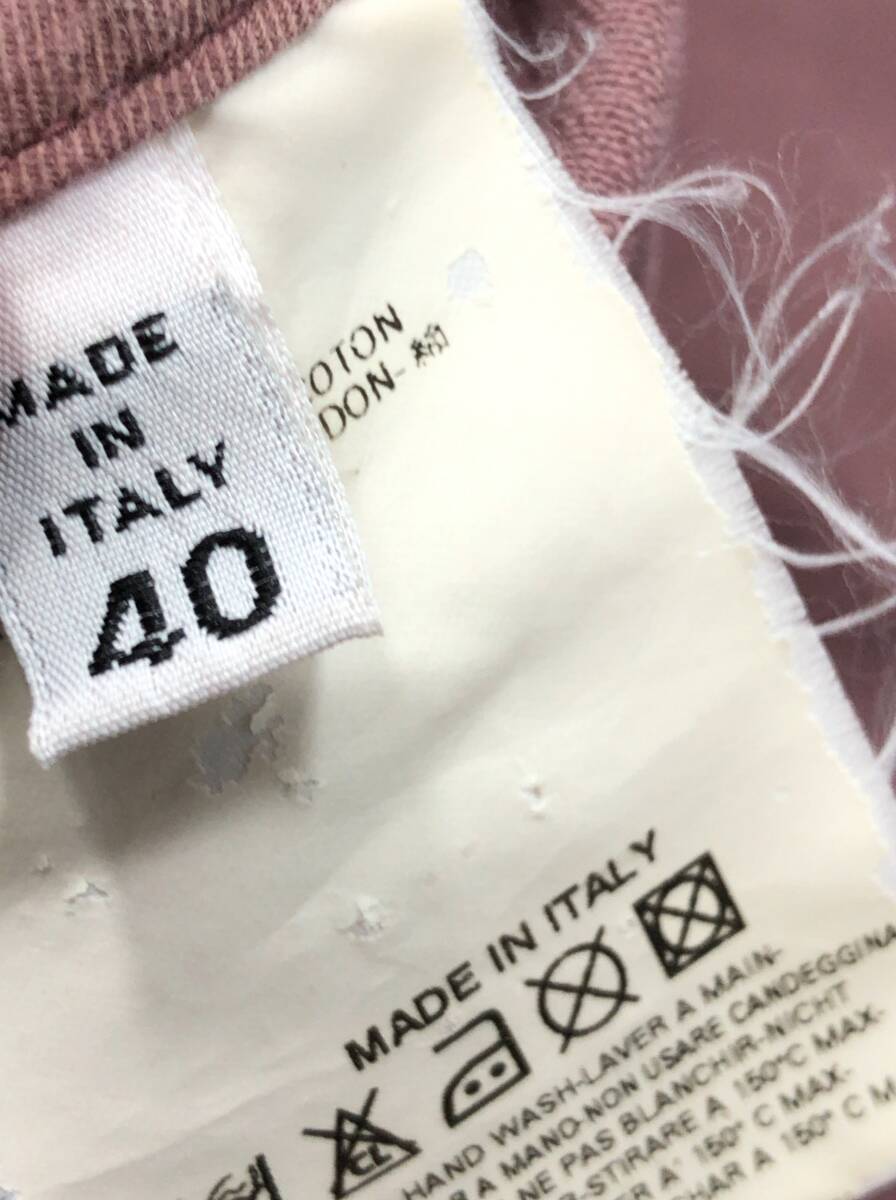 MADE
IN
ITALY
40
COTON
DON-綿
MADE IN ITALY
CL
HAND WASH-LAVER A MAIN-
A MANO-NON USARE CANDEGGINA
NE PAS BLANCHIR-NICHT
-STIRARE A 150°C MAX-
A 150° C MAX-
A 150° C M